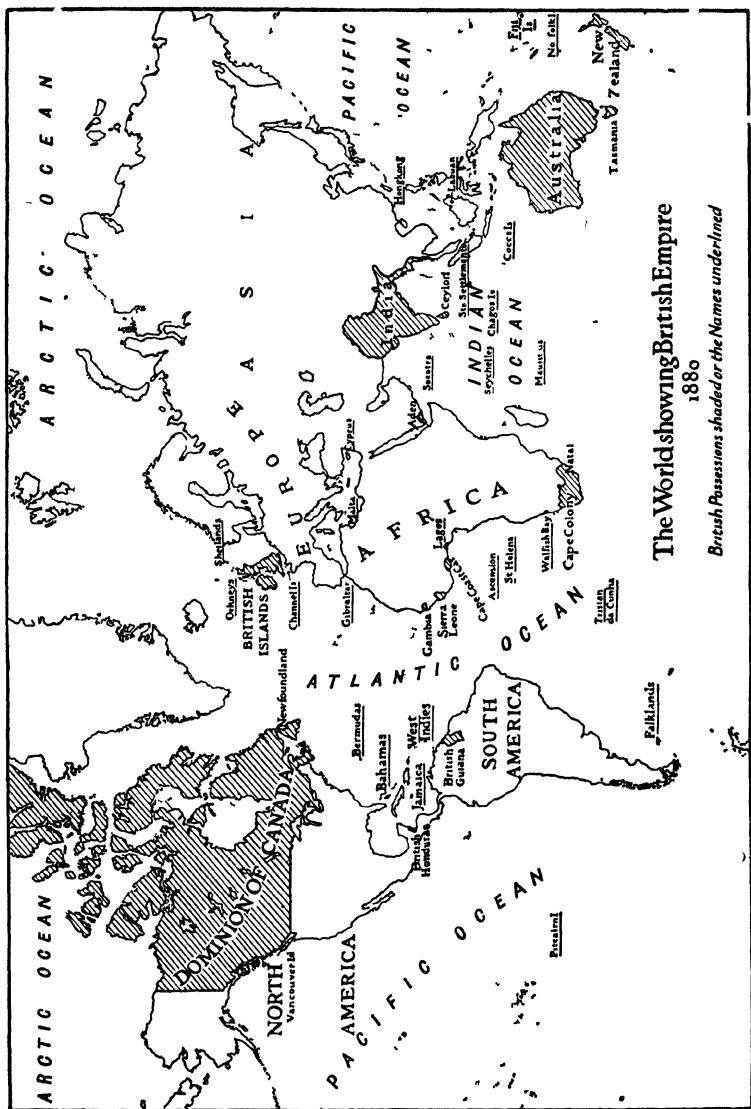 ARCTIC OCEAN
ARCTIC OCEAN
DOMINION OF CANADA
NORTH
Vancouver Id
AMERICA
PACIFIC OCEAN
Newfoundland
Bermudas
Bahamas
West
Indies
Jamaica
British
Honduras
British
Guiana
SOUTH
AMERICA
Pitcairn I
Falklands
ATLANTIC
OCEAN
Shetlands
Orkneys
BRITISH
ISLANDS
Channel Is
Gibraltar
EUROPE
ASIA
Malta
Cyprus
AFRICA
Gambia
Sierra
Leone
Cape Coast Ca
Lagos
Ascension
St Helena
Walfish Bay
Cape Colony
Natal
Tristan
da Cunha
Aden
Socotra
India
Ceylon
INDIAN
OCEAN
Seychelles
Chagos Is
Mauritius
Sts Settlements
Cocos Is
Hongkong
Labuan
PACIFIC
OCEAN
Australia
Tasmania
New
Zealand
Fiji
Is
The World showing British Empire
1880
British Possessions shaded or the Names underlined